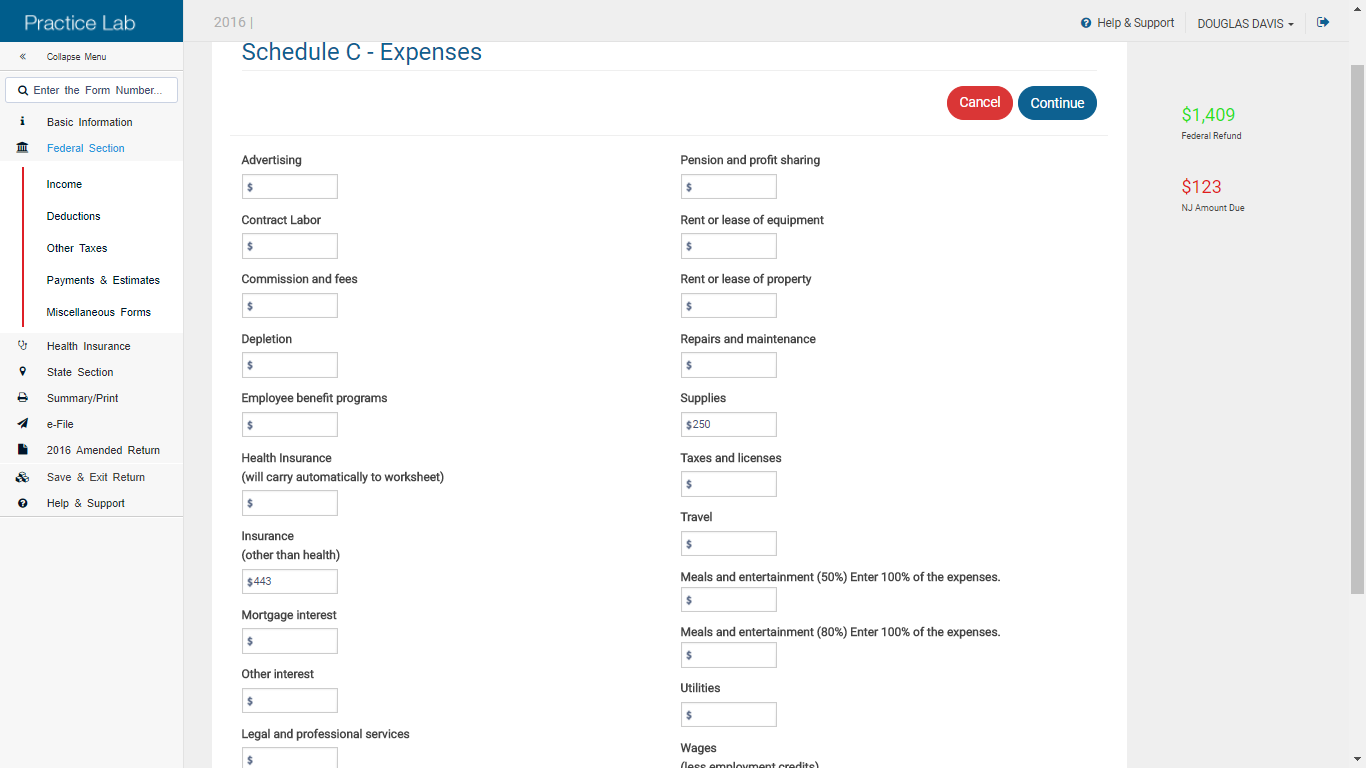 Practice Lab
2016 |
Help & Support
DOUGLAS DAVIS
Collapse Menu
Enter the Form Number...
Basic Information
Federal Section
Income
Deductions
Other Taxes
Payments & Estimates
Miscellaneous Forms
Health Insurance
State Section
Summary/Print
e-File
2016 Amended Return
Save & Exit Return
Help & Support
Schedule C - Expenses
Cancel
Continue
Advertising
$
Contract Labor
$
Commission and fees
$
Depletion
$
Employee benefit programs
$
Health Insurance
(will carry automatically to worksheet)
$
Insurance
(other than health)
$443
Mortgage interest
$
Other interest
$
Legal and professional services
$
Pension and profit sharing
$
Rent or lease of equipment
$
Rent or lease of property
$
Repairs and maintenance
$
Supplies
$250
Taxes and licenses
$
Travel
$
Meals and entertainment (50%) Enter 100% of the expenses.
$
Meals and entertainment (80%) Enter 100% of the expenses.
$
Utilities
$
Wages
(less employment credits)
$1,409
Federal Refund
$123
NJ Amount Due